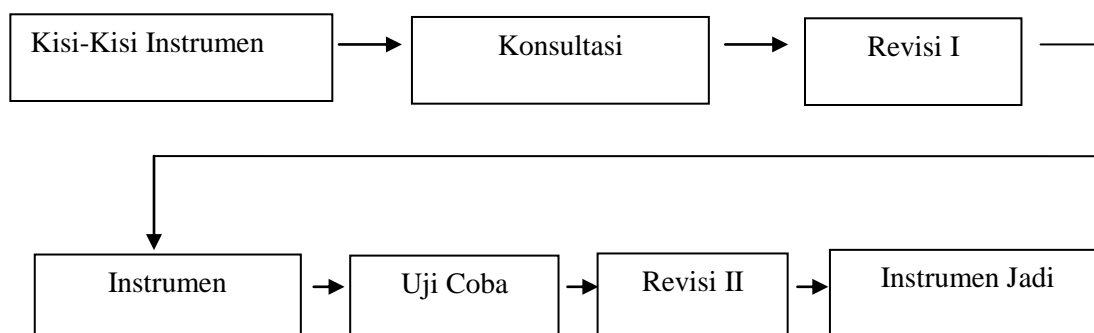 Kisi-Kisi Instrumen
Konsultasi
Revisi I
Instrumen
Uji Coba
Revisi II
Instrumen Jadi